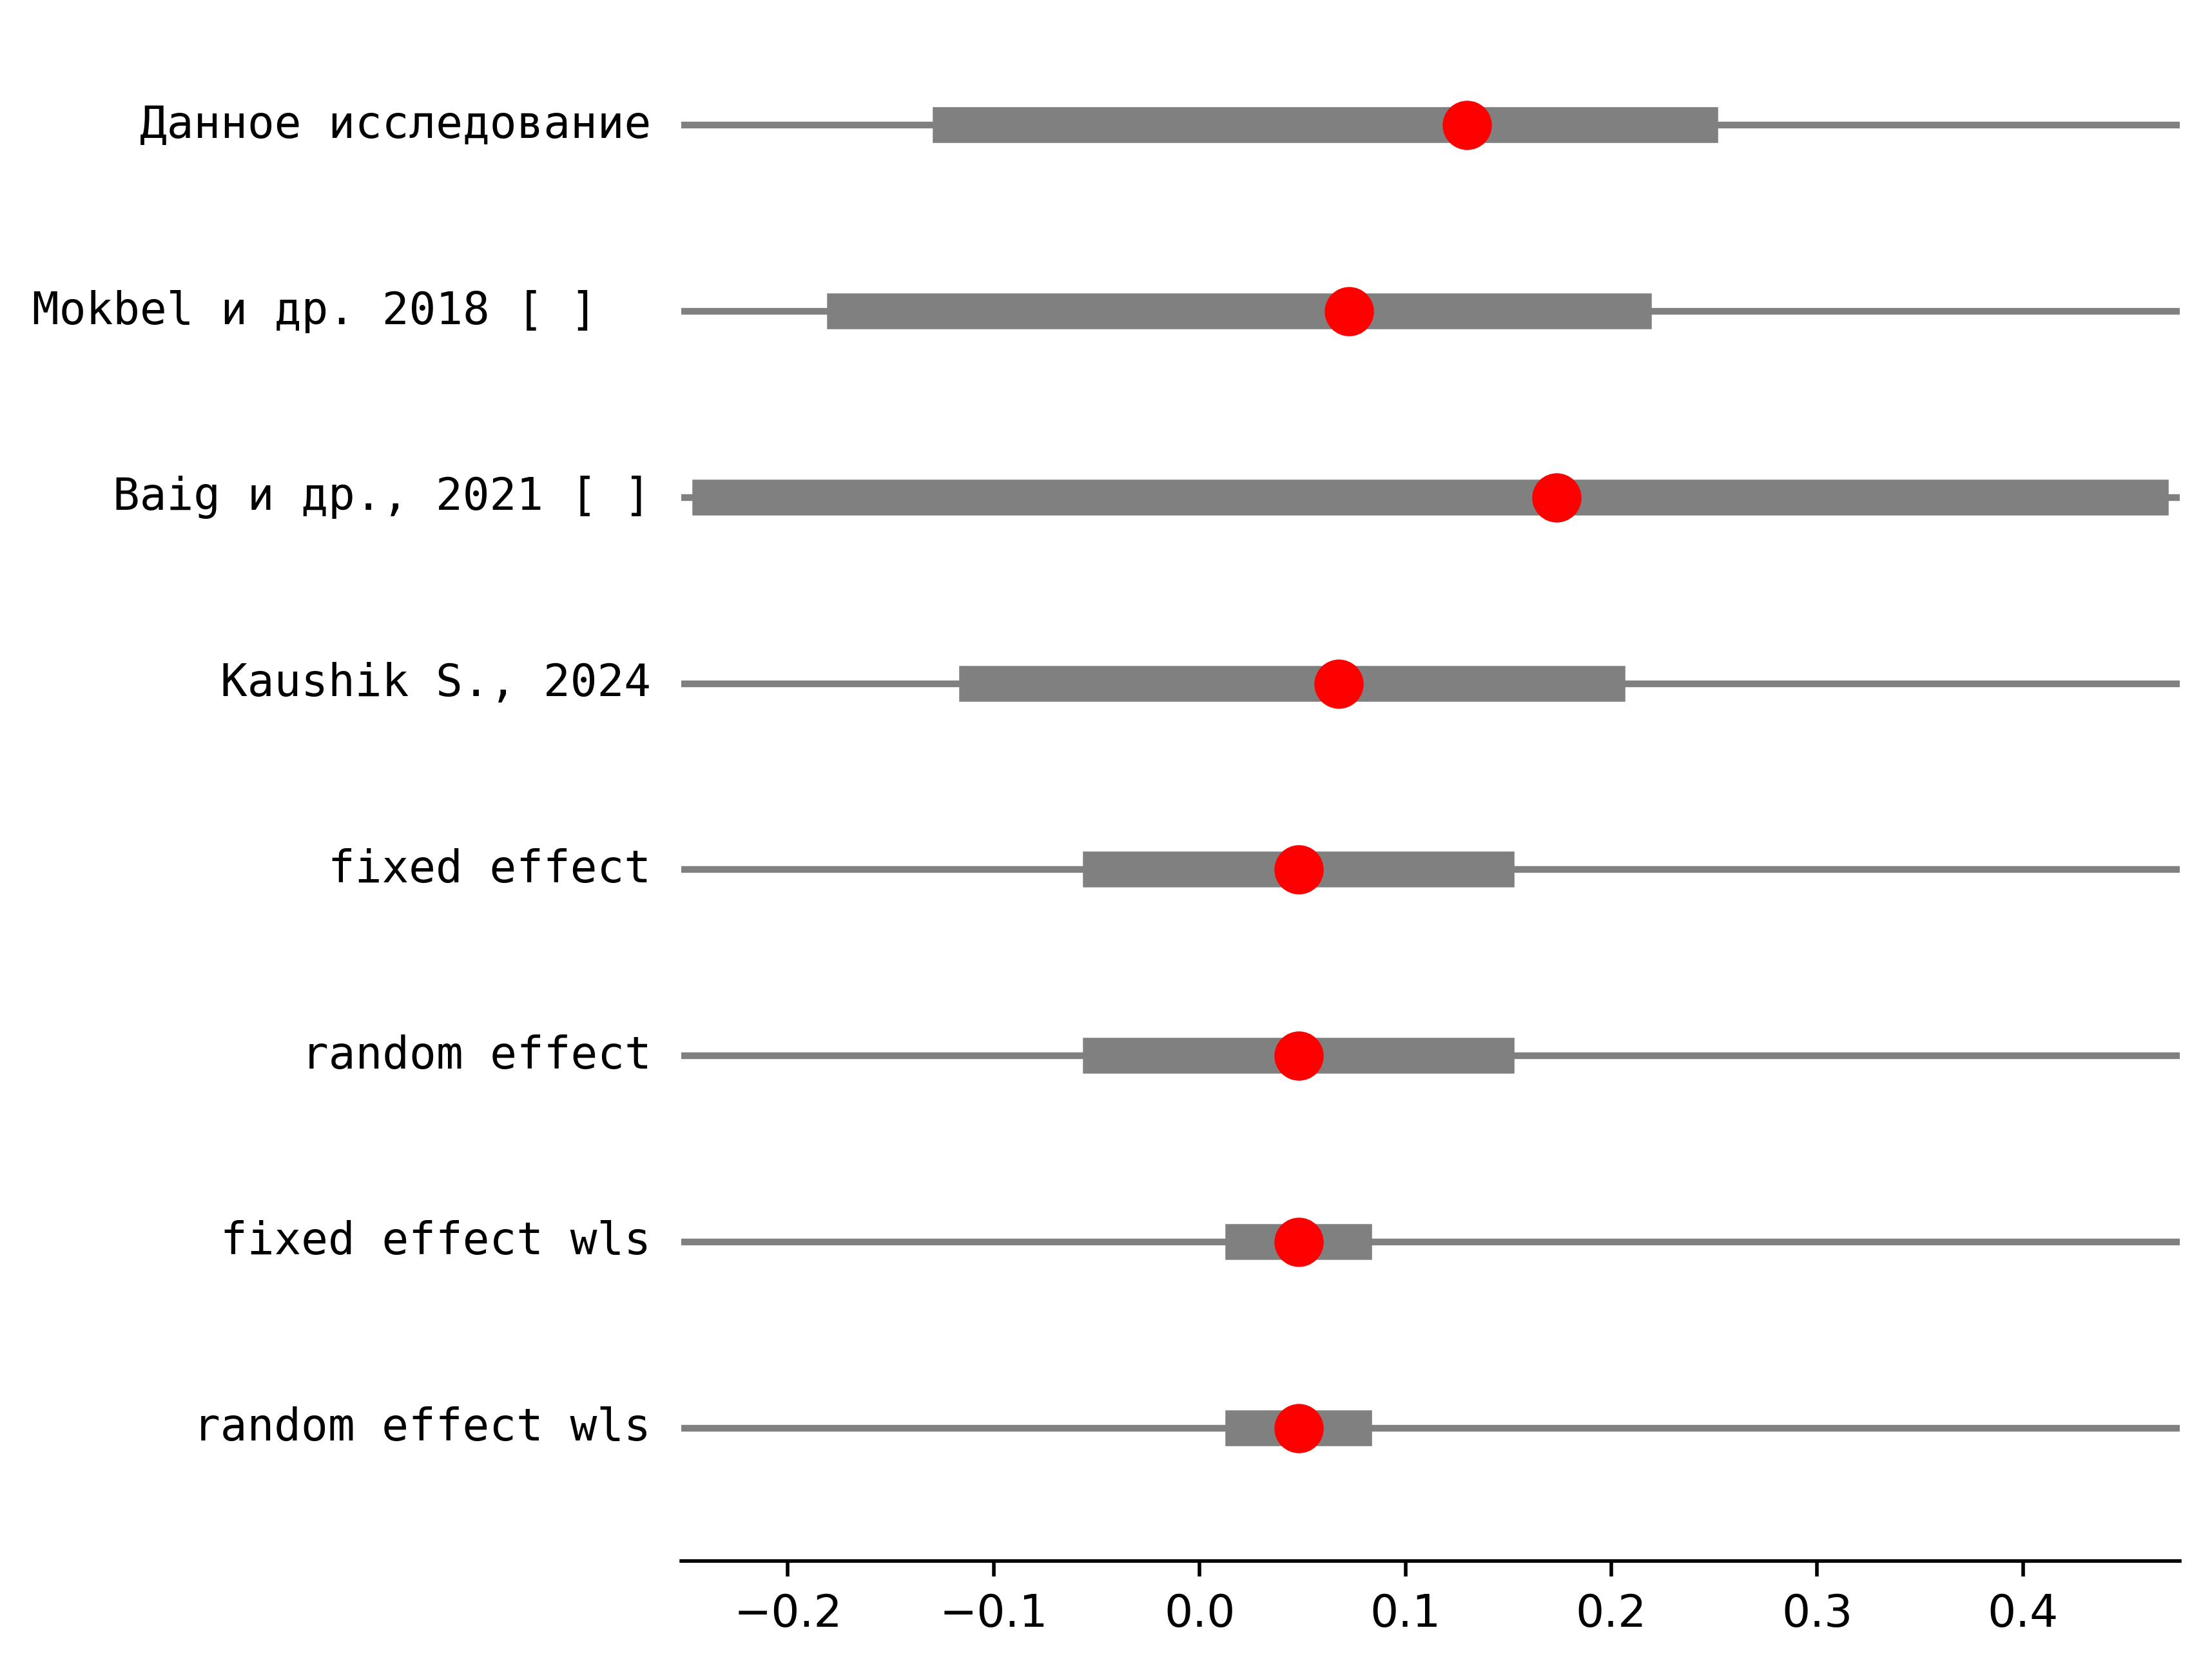 Данное исследование
Mokbel и др. 2018 [ ]
Baig и др., 2021 [ ]
Kaushik S., 2024
fixed effect
random effect
fixed effect wls
random effect wls
−0.2 −0.1 0.0 0.1 0.2 0.3 0.4